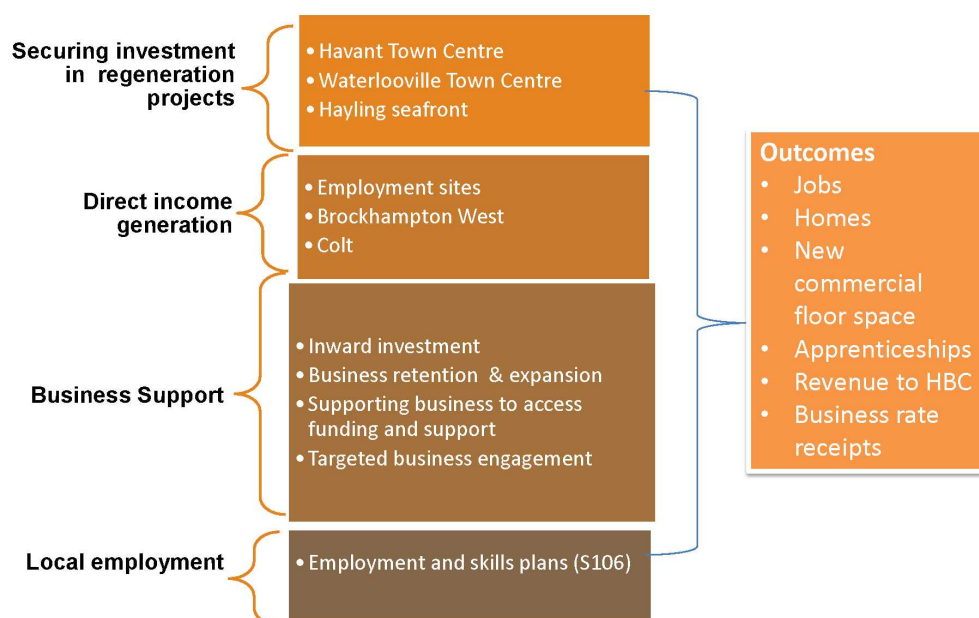 Securing investment
in  regeneration
projects
• Havant Town Centre
• Waterlooville Town Centre
• Hayling seafront
Direct income
generation
• Employment sites
• Brockhampton West
• Colt
Business Support
• Inward investment
• Business retention  & expansion
• Supporting business to access
funding and support
• Targeted business engagement
Local employment
• Employment and skills plans (S106)
Outcomes
• Jobs
• Homes
• New
commercial
floor space
• Apprenticeships
• Revenue to HBC
• Business rate
receipts